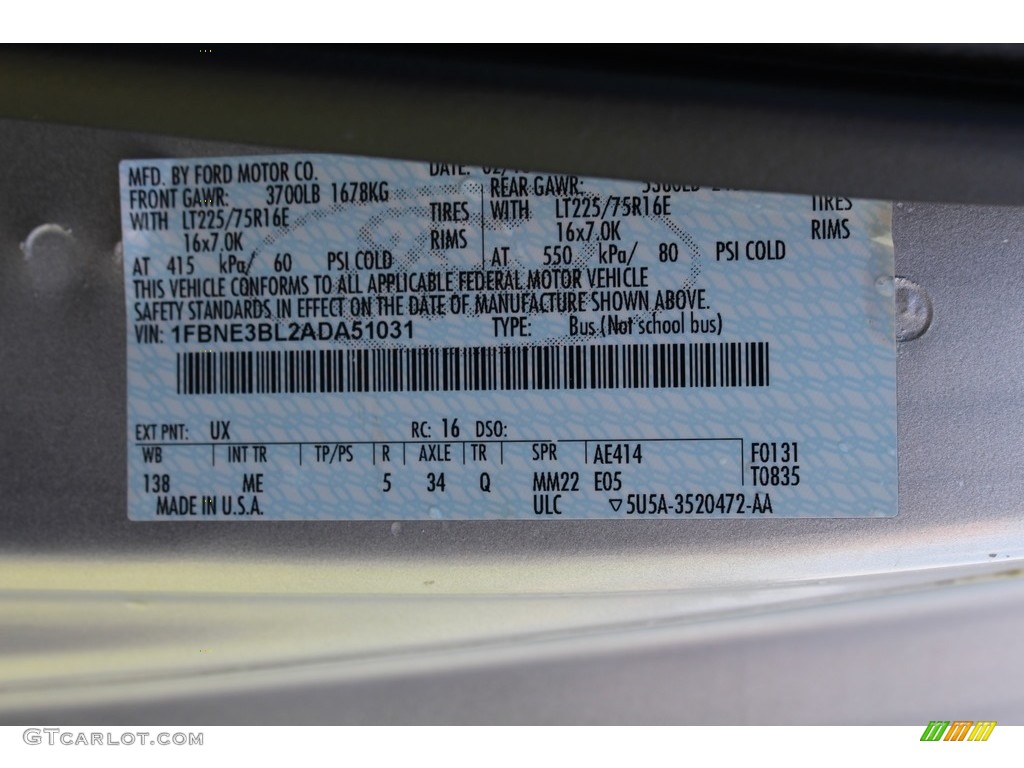 MFD. BY FORD MOTOR CO. DATE:
FRONT GAWR: 3700LB 1678KG REAR GAWR:
WITH LT225/75R16E TIRES WITH LT225/75R16E TIRES
16x7.0K RIMS 16x7.0K RIMS
AT 415 kPa/ 60 PSI COLD AT 550 kPa/ 80 PSI COLD
THIS VEHICLE CONFORMS TO ALL APPLICABLE FEDERAL MOTOR VEHICLE
SAFETY STANDARDS IN EFFECT ON THE DATE OF MANUFACTURE SHOWN ABOVE.
VIN: 1FBNE3BL2ADA51031 TYPE: Bus (Not school bus)
EXT PNT: UX RC: 16 DSO:
WB INT TR TP/PS R AXLE TR SPR AE414 F0131
138 ME 5 34 Q MM22 E05 T0835
MADE IN U.S.A. ULC ▽5U5A-3520472-AA
GTCARLOT.COM